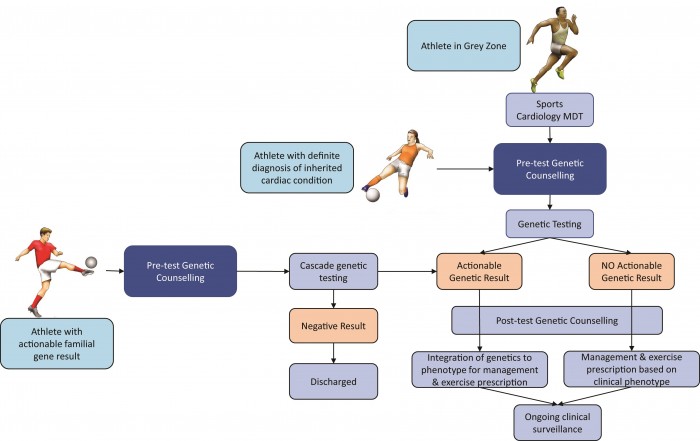 Athlete in Grey Zone
Sports
Cardiology MDT
Athlete with definite
diagnosis of inherited
cardiac condition
Pre-test Genetic
Counselling
Genetic Testing
Athlete with
actionable familial
gene result
Pre-test Genetic
Counselling
Cascade genetic
testing
Actionable
Genetic Result
NO Actionable
Genetic Result
Negative Result
Post-test Genetic Counselling
Discharged
Integration of genetics to
phenotype for management
& exercise prescription
Management & exercise
prescription based on
clinical phenotype
Ongoing clinical
surveillance